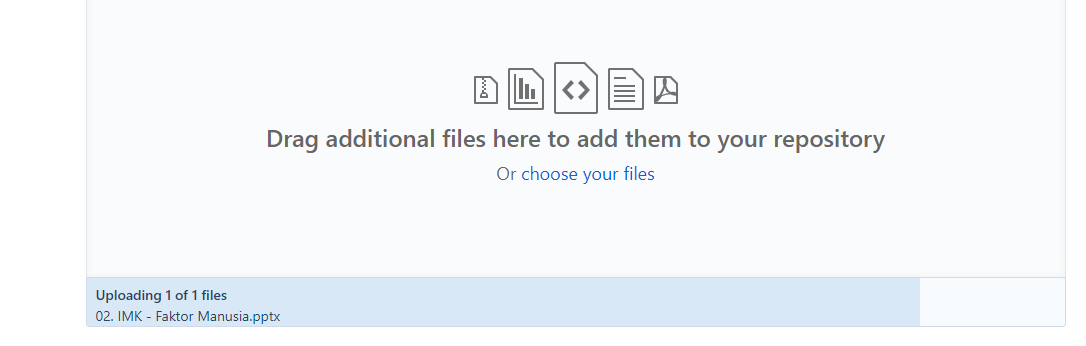 Drag additional files here to add them to your repository
Or choose your files
Uploading 1 of 1 files
02. IMK - Faktor Manusia.pptx